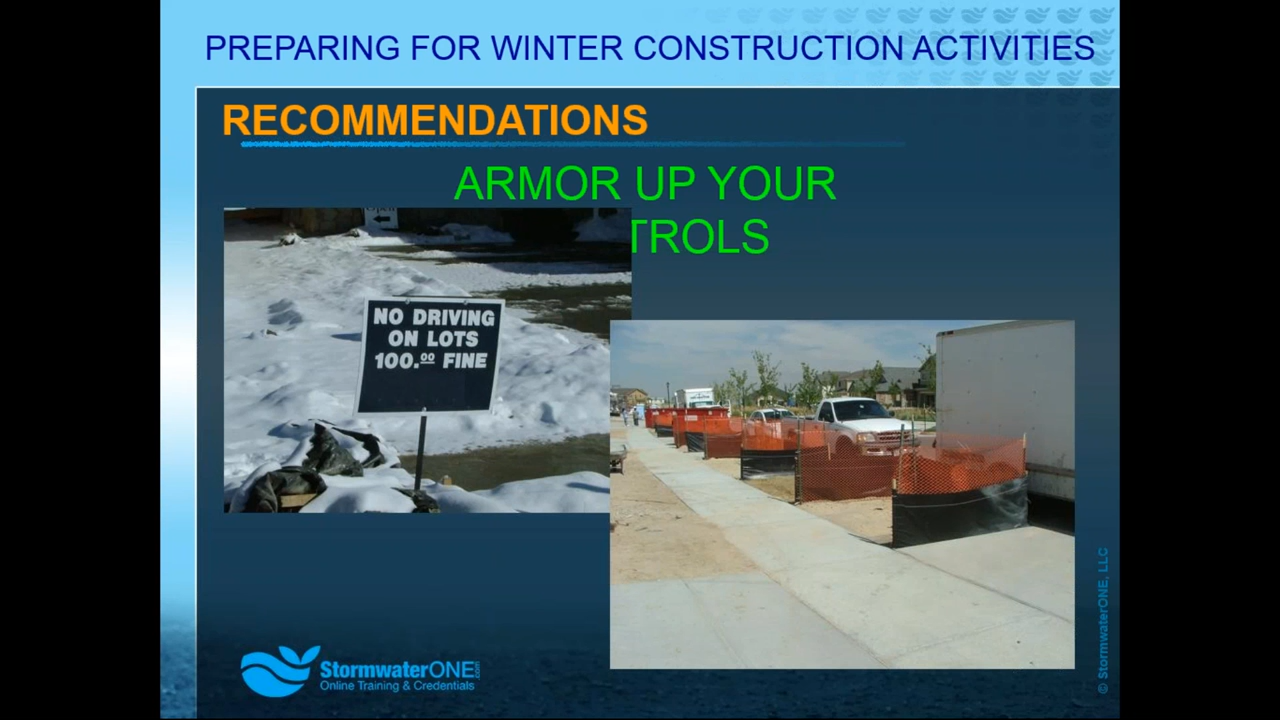 PREPARING FOR WINTER CONSTRUCTION ACTIVITIES
RECOMMENDATIONS
ARMOR UP YOUR
TROLS
NO DRIVING
ON LOTS
100.00 FINE
StormwaterONE.com
Online Training & Credentials
© StormwaterONE, LLC